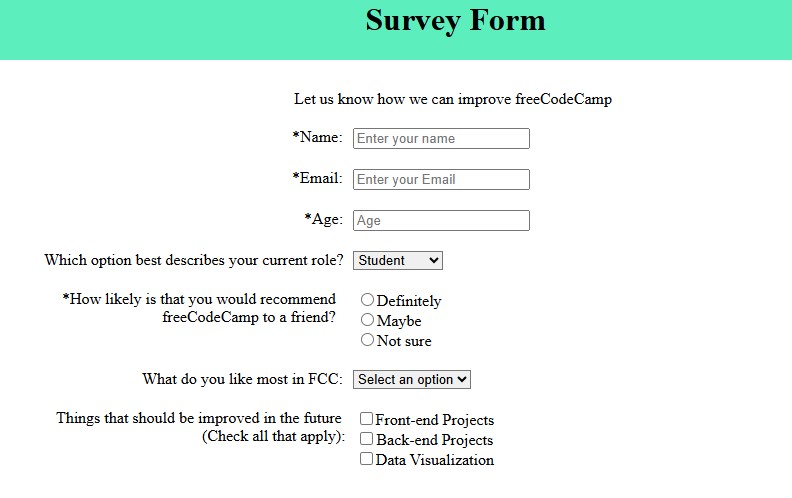 Survey Form
Let us know how we can improve freeCodeCamp
*Name: Enter your name
*Email: Enter your Email
*Age: Age
Which option best describes your current role? Student
*How likely is that you would recommend
freeCodeCamp to a friend?
Definitely
Maybe
Not sure
What do you like most in FCC: Select an option
Things that should be improved in the future
(Check all that apply):
Front-end Projects
Back-end Projects
Data Visualization